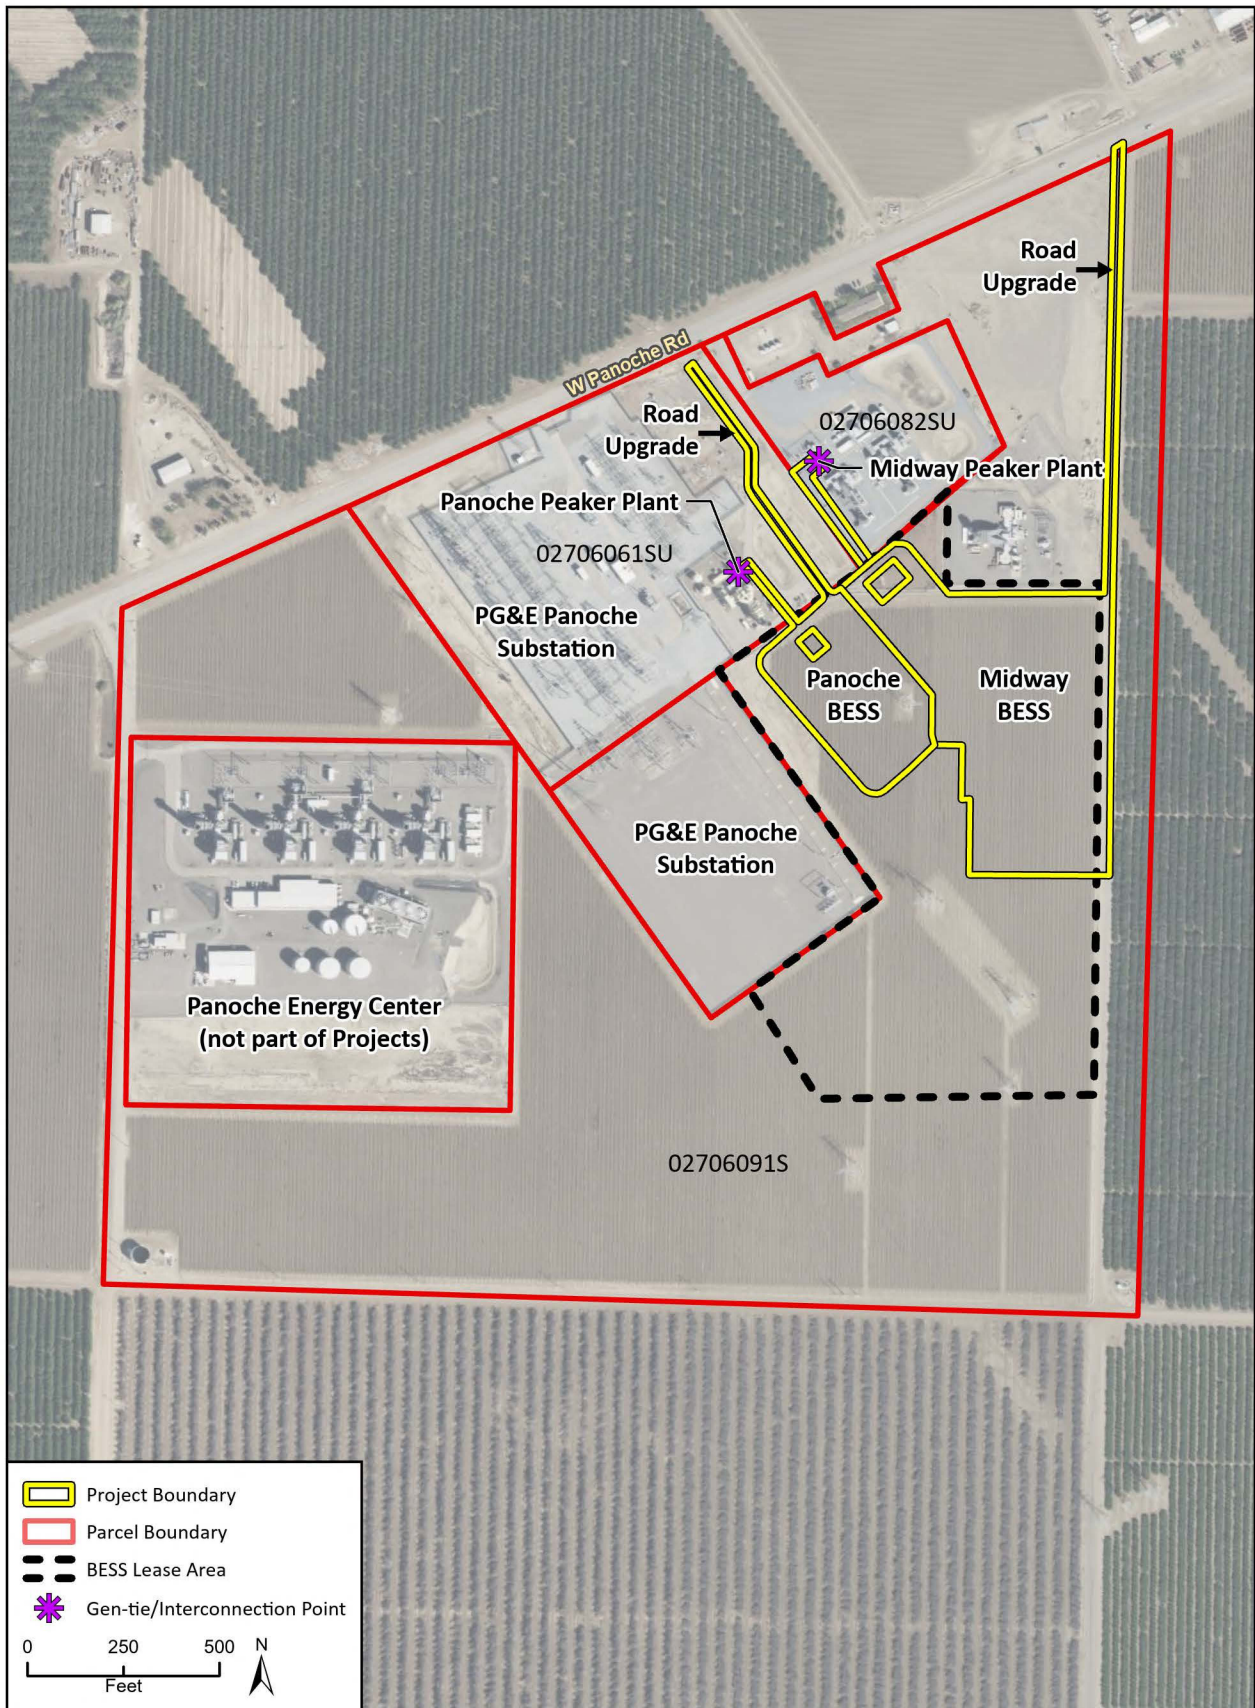 Road
Upgrade
W Panoche Rd
Road
Upgrade
02706082SU
Midway Peaker Plant
Panoche Peaker Plant
02706061SU
PG&E Panoche
Substation
Panoche
BESS
Midway
BESS
PG&E Panoche
Substation
Panoche Energy Center
(not part of Projects)
02706091S
Project Boundary
Parcel Boundary
BESS Lease Area
Gen-tie/Interconnection Point
0 250 500
Feet
N